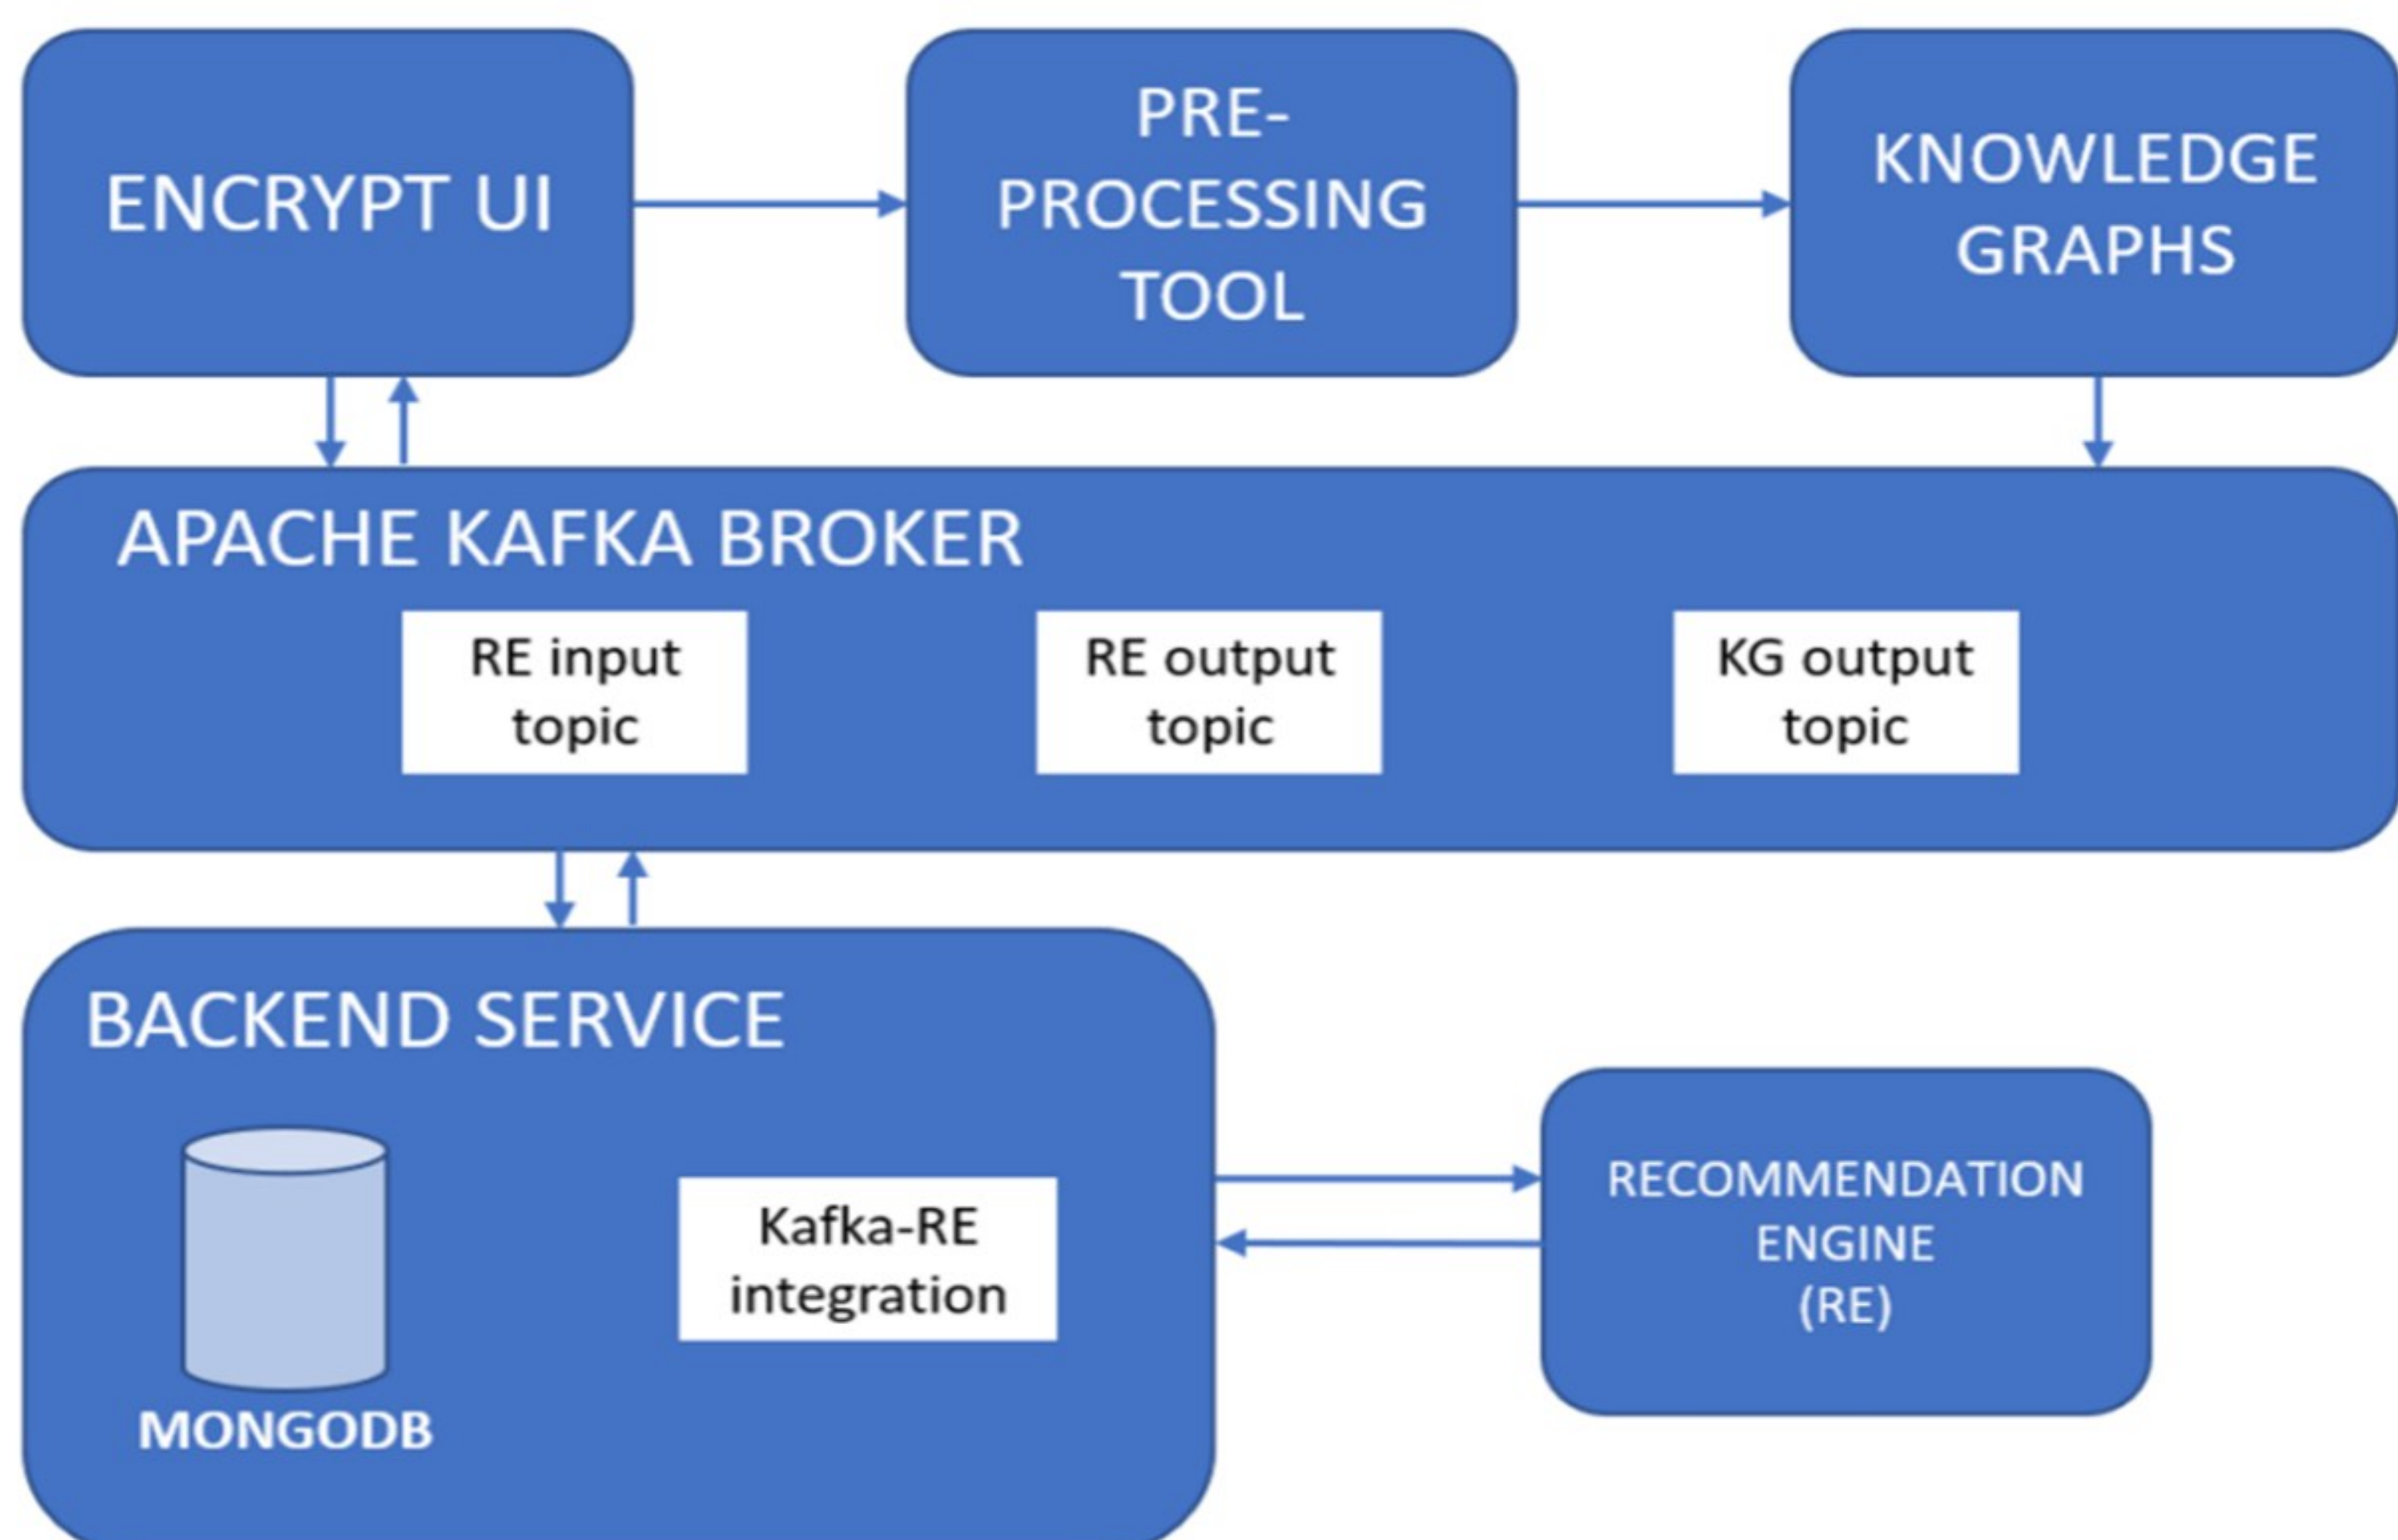 ENCRYPT UI
PRE-
PROCESSING
TOOL
KNOWLEDGE
GRAPHS
APACHE KAFKA BROKER
RE input
topic
RE output
topic
KG output
topic
BACKEND SERVICE
MONGODB
Kafka-RE
integration
RECOMMENDATION
ENGINE
(RE)